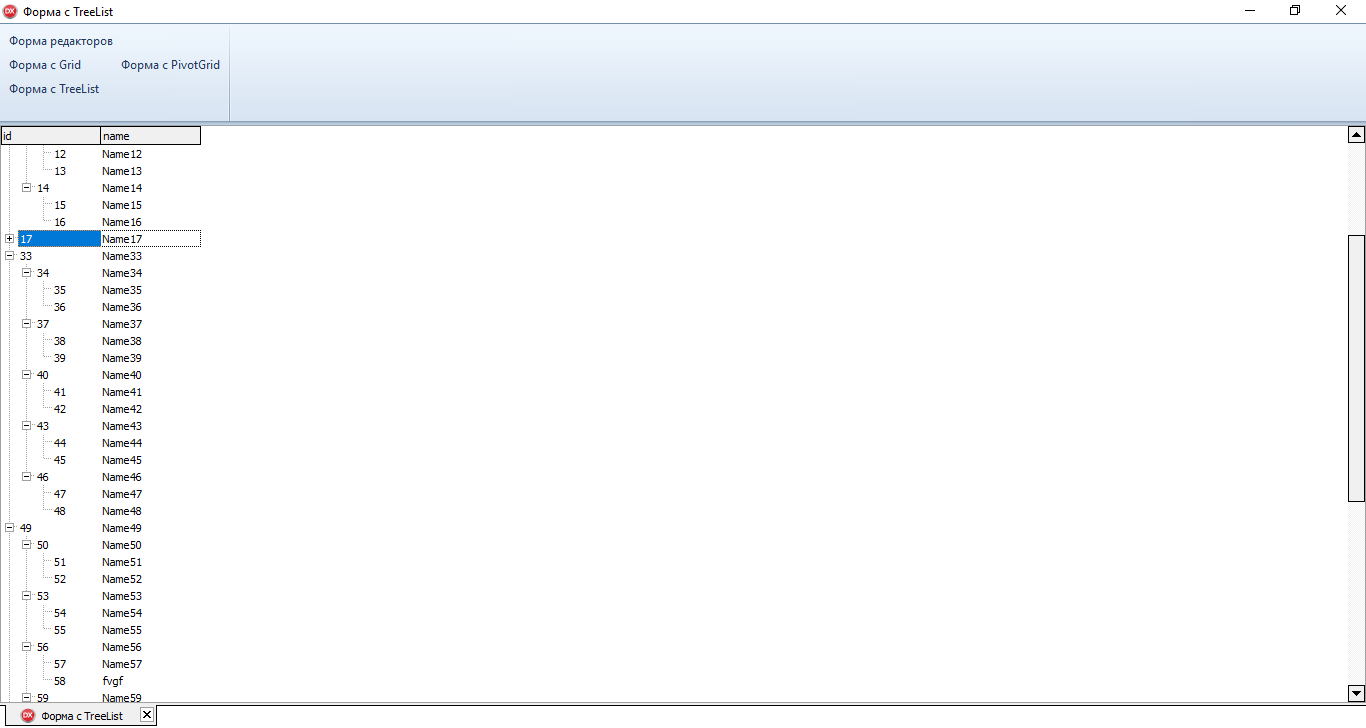 DX Форма с TreeList
Форма редакторов
Форма с Grid Форма с PivotGrid
Форма с TreeList
id name
12 Name12
13 Name13
14 Name14
15 Name15
16 Name16
17 Name17
33 Name33
34 Name34
35 Name35
36 Name36
37 Name37
38 Name38
39 Name39
40 Name40
41 Name41
42 Name42
43 Name43
44 Name44
45 Name45
46 Name46
47 Name47
48 Name48
49 Name49
50 Name50
51 Name51
52 Name52
53 Name53
54 Name54
55 Name55
56 Name56
57 Name57
58 fvgf
59 Name59
DX Форма с TreeList